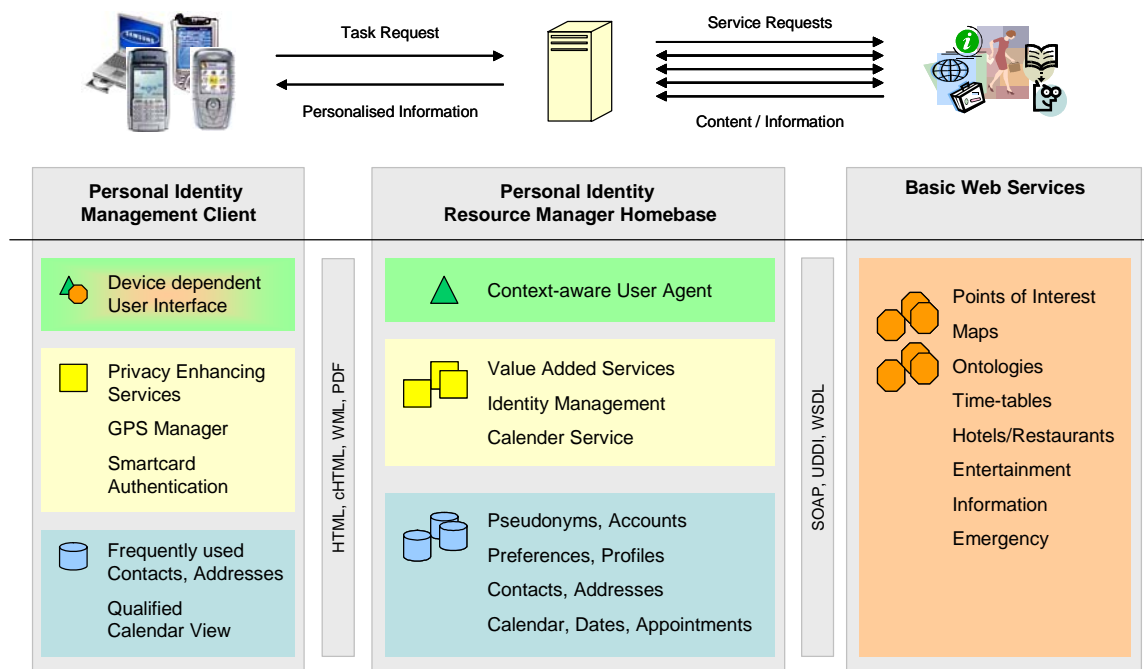 SAMSUNG
Task Request
Personalised Information
Service Requests
Content / Information
i
Personal Identity
Management Client
Device dependent
User Interface
Privacy Enhancing
Services
GPS Manager
Smartcard
Authentication
Frequently used
Contacts, Addresses
Qualified
Calendar View
HTML, cHTML, WML, PDF
Personal Identity
Resource Manager Homebase
Context-aware User Agent
Value Added Services
Identity Management
Calender Service
Pseudonyms, Accounts
Preferences, Profiles
Contacts, Addresses
Calendar, Dates, Appointments
SOAP, UDDI, WSDL
Basic Web Services
Points of Interest
Maps
Ontologies
Time-tables
Hotels/Restaurants
Entertainment
Information
Emergency